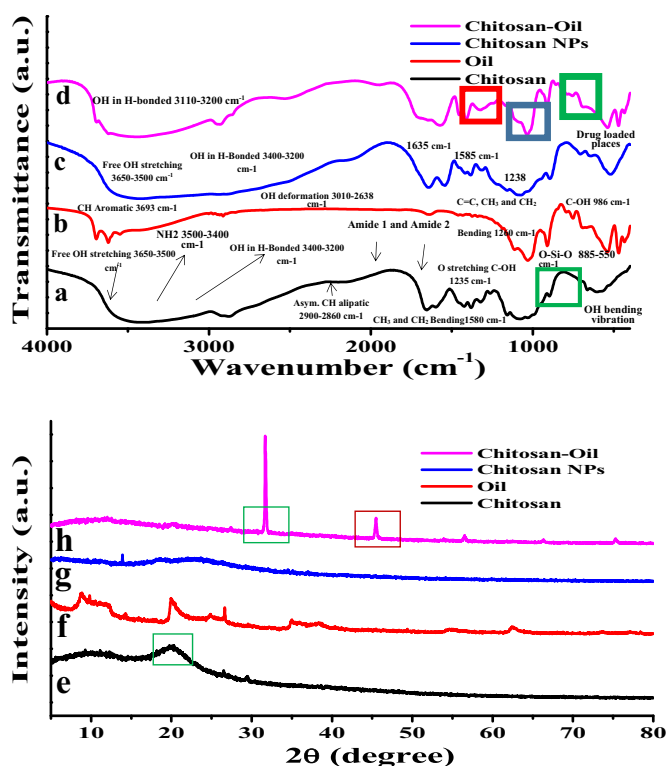 Chitosan-Oil
Chitosan NPs
Oil
Chitosan
Transmittance (a.u.)
d
OH in H-bonded 3110-3200 cm-1
Drug loaded
places
c
Free OH stretching
3650-3500 cm-1
OH in H-Bonded 3400-3200
cm-1
1635 cm-1
1585 cm-1
1238
OH deformation 3010-2638
cm-1
C=C, CH3 and CH2
C-OH 986 cm-1
b
CH Aromatic 3693 cm-1
Bending 1260 cm-1
NH2 3500-3400
cm-1
Amide 1 and Amide 2
Free OH stretching 3650-3500
cm-1
OH in H-Bonded 3400-3200
cm-1
O-Si-O 885-550
cm-1
a
Asym. CH alipatic
2900-2860 cm-1
O stretching C-OH
1235 cm-1
CH3 and CH2 Bending1580 cm-1
OH bending
vibration
4000 3000 2000 1000
Wavenumber (cm-1)
Chitosan-Oil
Chitosan NPs
Oil
Chitosan
Intensity (a.u.)
h
g
f
e
10 20 30 40 50 60 70 80
2θ (degree)